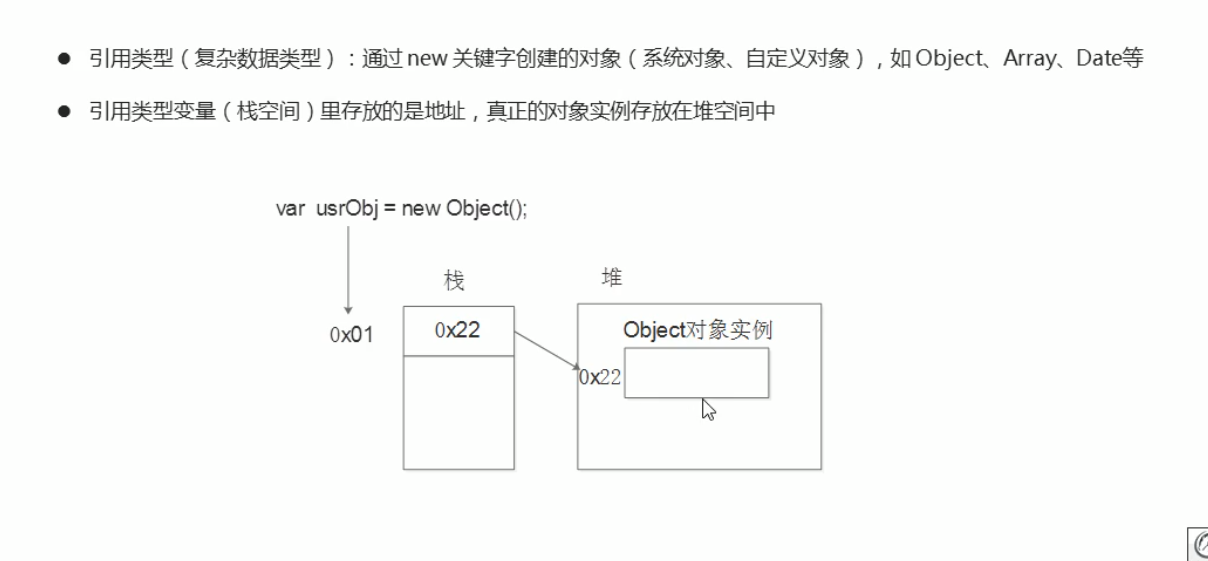 ● 引用类型（复杂数据类型）：通过 new 关键字创建的对象（系统对象、自定义对象），如 Object、Array、Date等
● 引用类型变量（栈空间）里存放的是地址，真正的对象实例存放在堆空间中
var usrObj = new Object();
栈
堆
0x01
0x22
Object对象实例
0x22